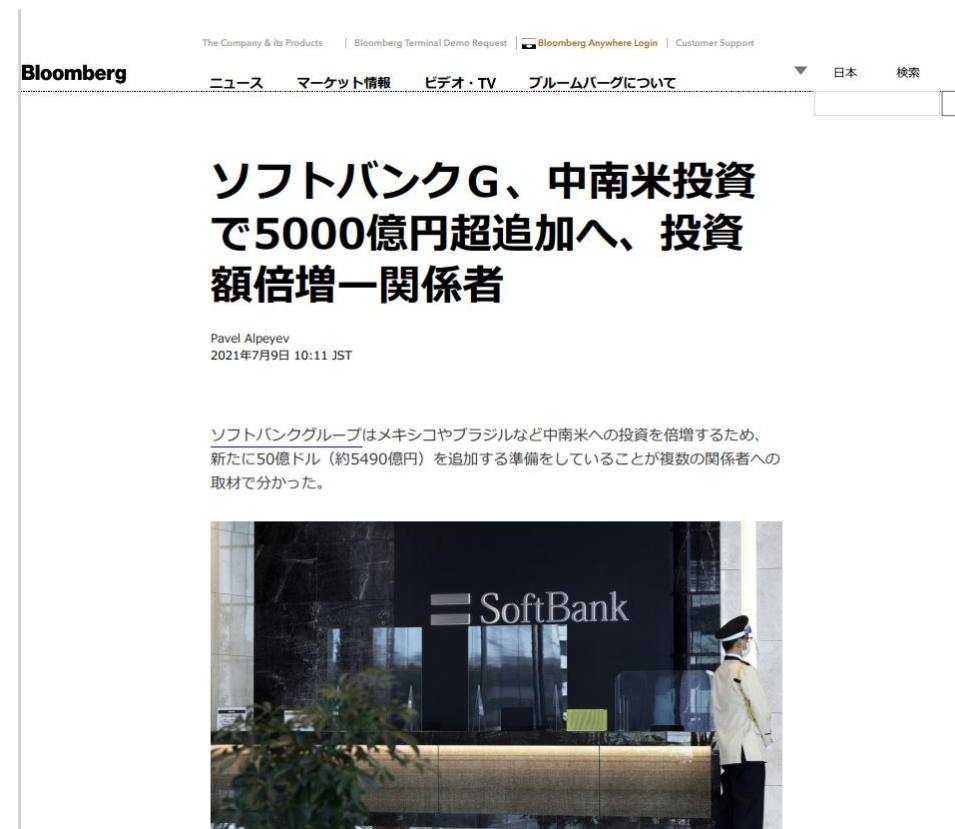 The Company & its Products | Bloomberg Terminal Demo Request | Bloomberg Anywhere Login | Customer Support
Bloomberg
ニュース マーケット情報 ビデオ・TV ブルームバーグについて ▼ 日本 検索
ソフトバンクG、中南米投資
で5000億円超追加へ、投資
額倍増ー関係者
Pavel Alpeyev
2021年7月9日 10:11 JST
ソフトバンクグループはメキシコやブラジルなど中南米への投資を倍増するため、
新たに50億ドル（約5490億円）を追加する準備をしていることが複数の関係者への
取材で分かった。
SoftBank